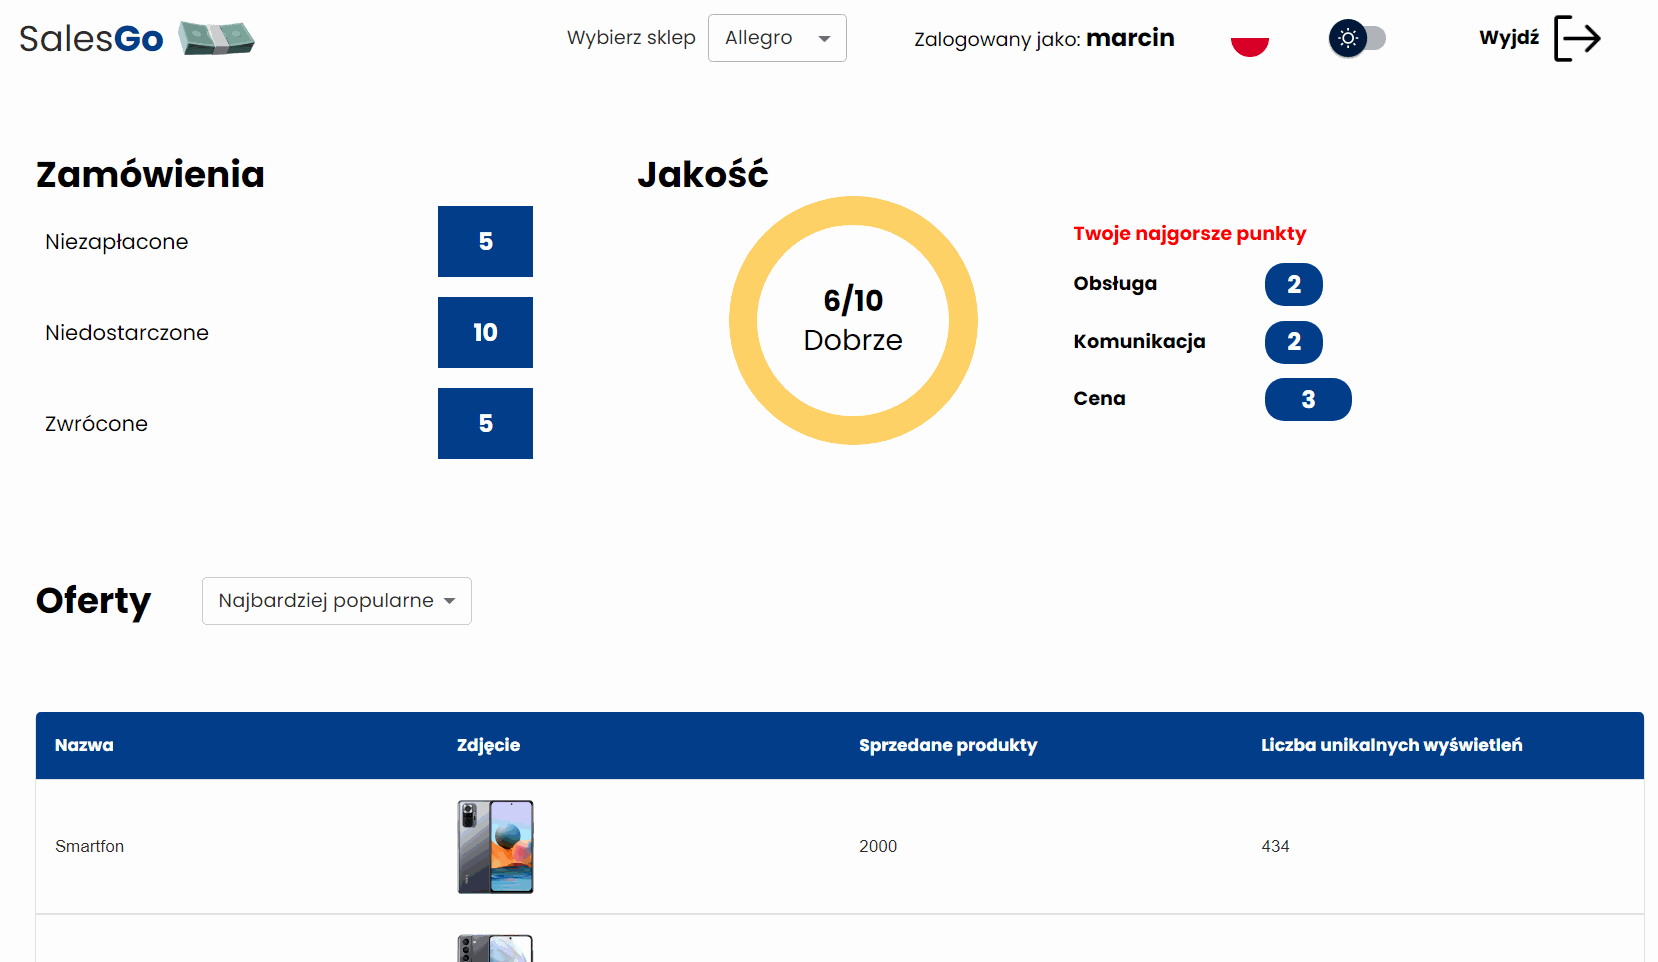 SalesGo
Wybierz sklep
Allegro
Zalogowany jako: marcin
Wyjdź
Zamówienia
Niezapłacone
5
Niedostarczone
10
Zwrócone
5
Jakość
6/10
Dobrze
Twoje najgorsze punkty
Obsługa
2
Komunikacja
2
Cena
3
Oferty
Najbardziej popularne
Nazwa
Zdjęcie
Sprzedane produkty
Liczba unikalnych wyświetleń
Smartfon
2000
434